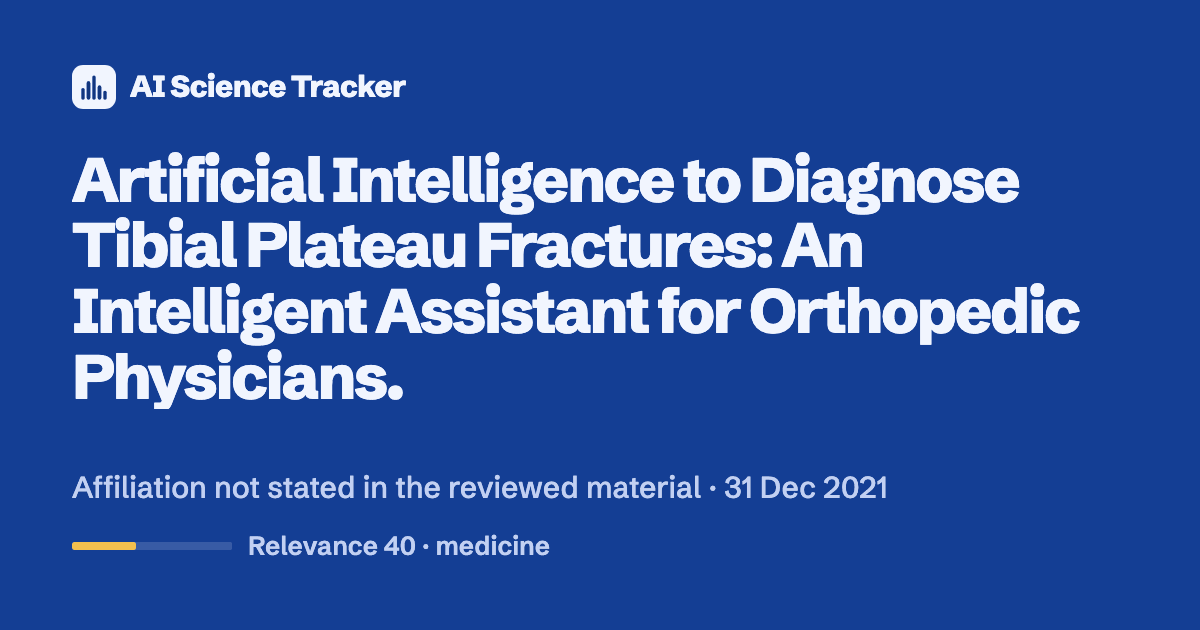 AI Science Tracker
Artificial Intelligence to Diagnose
Tibial Plateau Fractures: An
Intelligent Assistant for Orthopedic
Physicians.
Affiliation not stated in the reviewed material · 31 Dec 2021
Relevance 40 · medicine